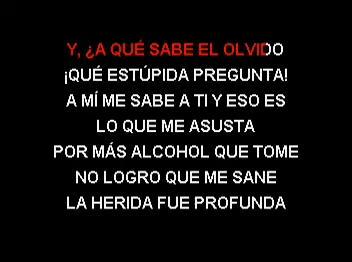 Y, ¿A QUÉ SABE EL OLVIDO
¡QUÉ ESTÚPIDA PREGUNTA!
A MÍ ME SABE A TI Y ESO ES
LO QUE ME ASUSTA
POR MÁS ALCOHOL QUE TOME
NO LOGRO QUE ME SANE
LA HERIDA FUE PROFUNDA